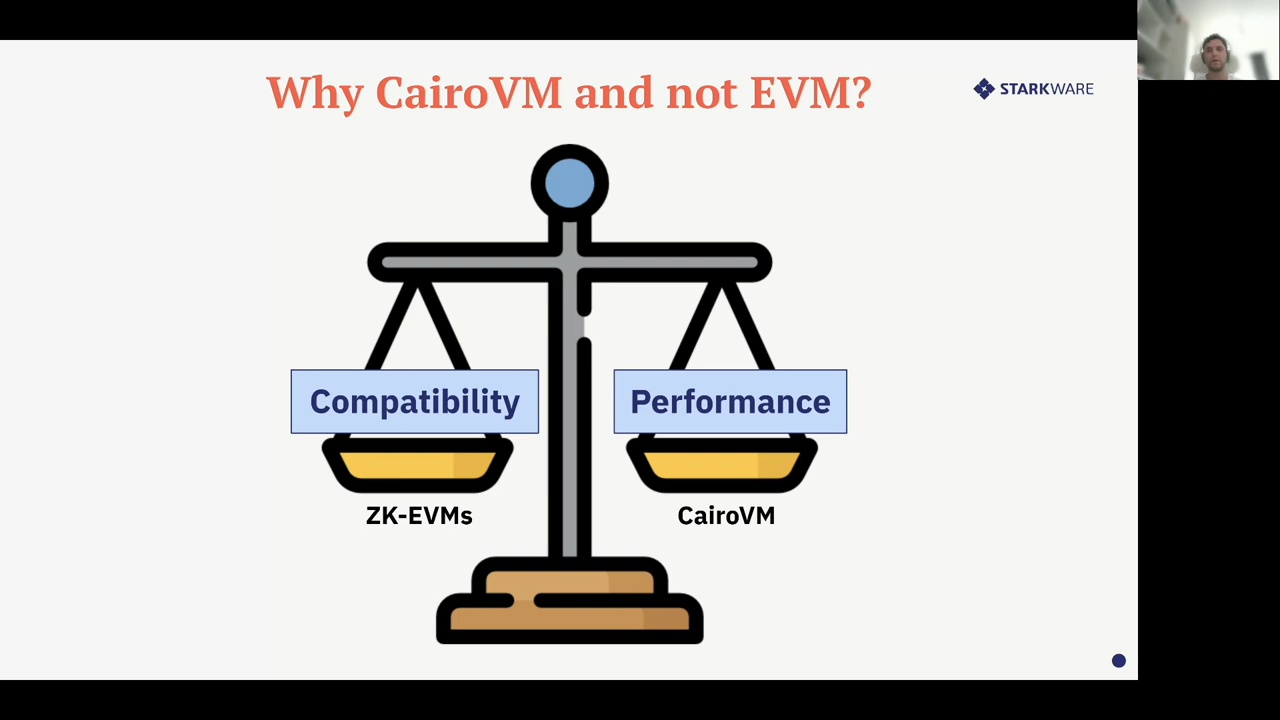 Why CairoVM and not EVM?
STARKWARE
Compatibility
Performance
ZK-EVMs
CairoVM